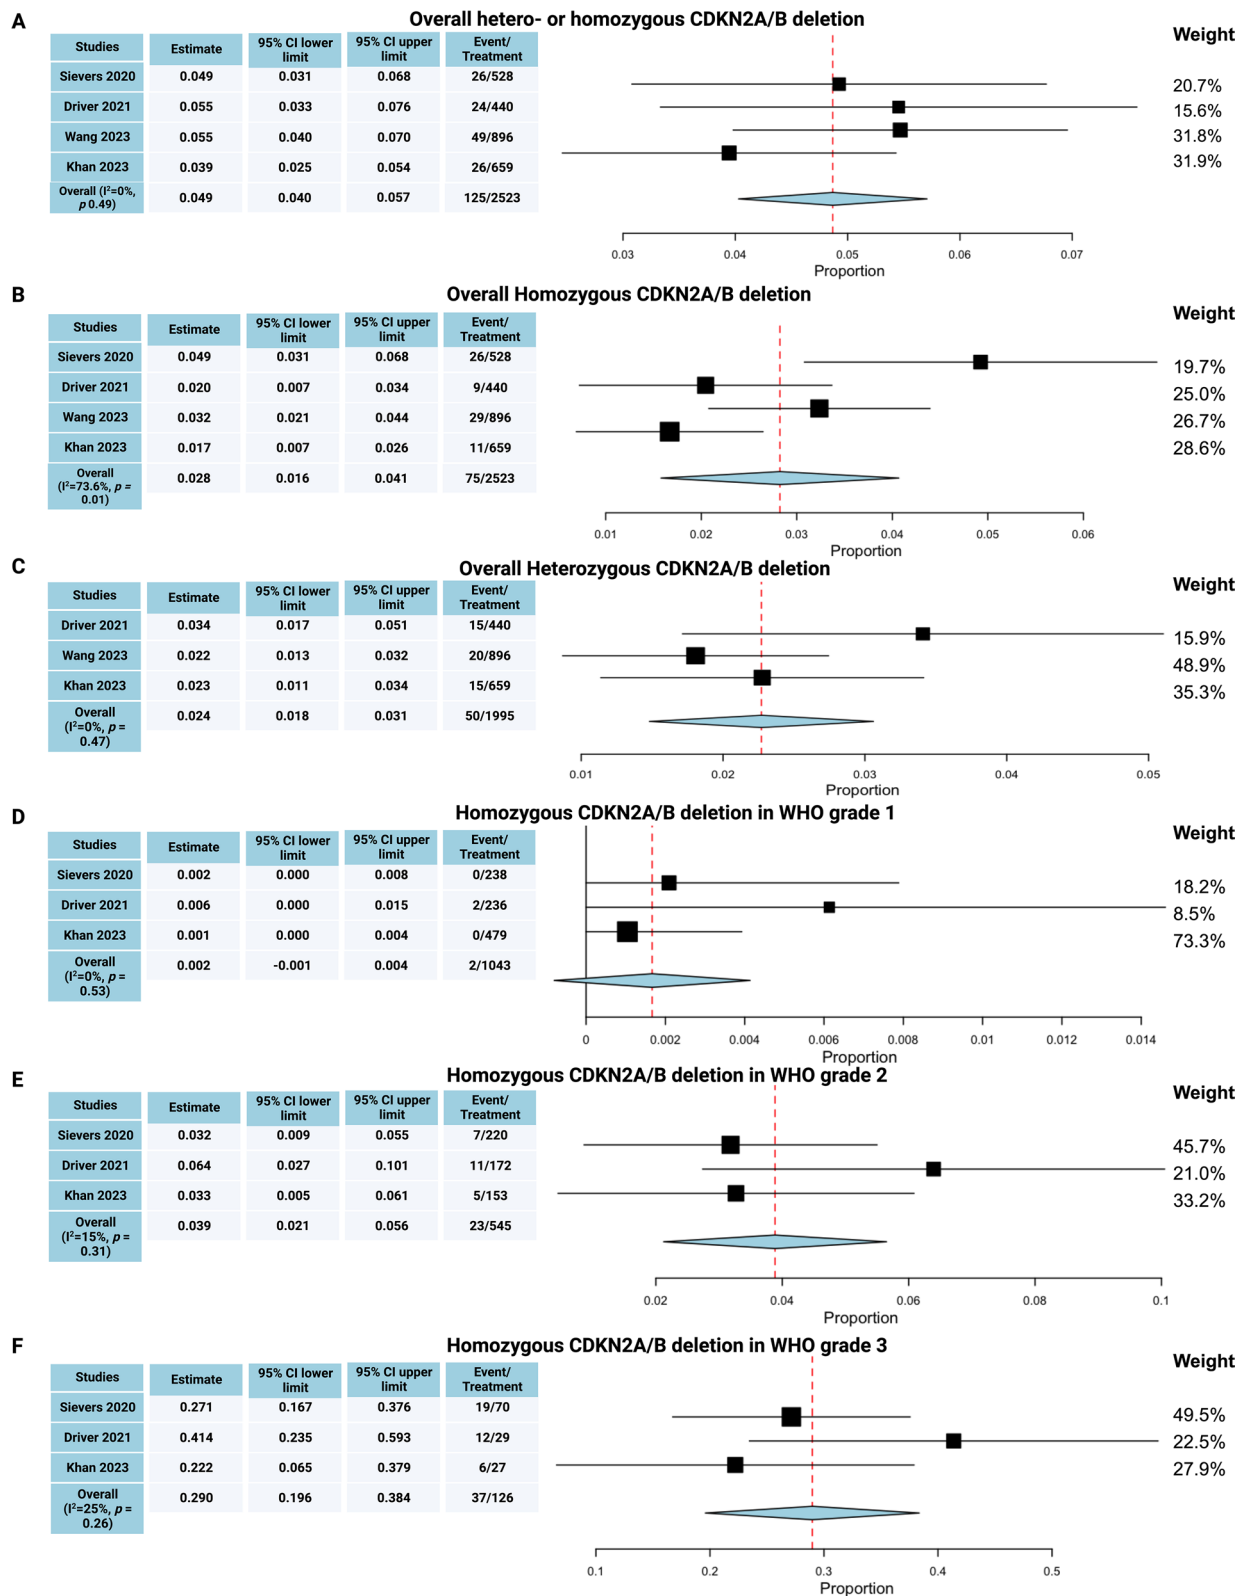 A
Overall hetero- or homozygous CDKN2A/B deletion
Weight
Studies Estimate 95% CI lower limit 95% CI upper limit Event/ Treatment
Sievers 2020 0.049 0.031 0.068 26/528 20.7%
Driver 2021 0.055 0.033 0.076 24/440 15.6%
Wang 2023 0.055 0.040 0.070 49/896 31.8%
Khan 2023 0.039 0.025 0.054 26/659 31.9%
Overall (I²=0%, p 0.49) 0.049 0.040 0.057 125/2523
0.03 0.04 0.05 0.06 0.07
Proportion
B
Overall Homozygous CDKN2A/B deletion
Weight
Studies Estimate 95% CI lower limit 95% CI upper limit Event/ Treatment
Sievers 2020 0.049 0.031 0.068 26/528 19.7%
Driver 2021 0.020 0.007 0.034 9/440 25.0%
Wang 2023 0.032 0.021 0.044 29/896 26.7%
Khan 2023 0.017 0.007 0.026 11/659 28.6%
Overall (I²=73.6%, p = 0.01) 0.028 0.016 0.041 75/2523
0.01 0.02 0.03 0.04 0.05 0.06
Proportion
C
Overall Heterozygous CDKN2A/B deletion
Weight
Studies Estimate 95% CI lower limit 95% CI upper limit Event/ Treatment
Driver 2021 0.034 0.017 0.051 15/440 15.9%
Wang 2023 0.022 0.013 0.032 20/896 48.9%
Khan 2023 0.023 0.011 0.034 15/659 35.3%
Overall (I²=0%, p = 0.47) 0.024 0.018 0.031 50/1995
0.01 0.02 0.03 0.04 0.05
Proportion
D
Homozygous CDKN2A/B deletion in WHO grade 1
Weight
Studies Estimate 95% CI lower limit 95% CI upper limit Event/ Treatment
Sievers 2020 0.002 0.000 0.008 0/238 18.2%
Driver 2021 0.006 0.000 0.015 2/236 8.5%
Khan 2023 0.001 0.000 0.004 0/479 73.3%
Overall (I²=0%, p = 0.53) 0.002 -0.001 0.004 2/1043
0 0.002 0.004 0.006 0.008 0.01 0.012 0.014
Proportion
E
Homozygous CDKN2A/B deletion in WHO grade 2
Weight
Studies Estimate 95% CI lower limit 95% CI upper limit Event/ Treatment
Sievers 2020 0.032 0.009 0.055 7/220 45.7%
Driver 2021 0.064 0.027 0.101 11/172 21.0%
Khan 2023 0.033 0.005 0.061 5/153 33.2%
Overall (I²=15%, p = 0.31) 0.039 0.021 0.056 23/545
0.02 0.04 0.06 0.08 0.1
Proportion
F
Homozygous CDKN2A/B deletion in WHO grade 3
Weight
Studies Estimate 95% CI lower limit 95% CI upper limit Event/ Treatment
Sievers 2020 0.271 0.167 0.376 19/70 49.5%
Driver 2021 0.414 0.235 0.593 12/29 22.5%
Khan 2023 0.222 0.065 0.379 6/27 27.9%
Overall (I²=25%, p = 0.26) 0.290 0.196 0.384 37/126
0.1 0.2 0.3 0.4 0.5
Proportion